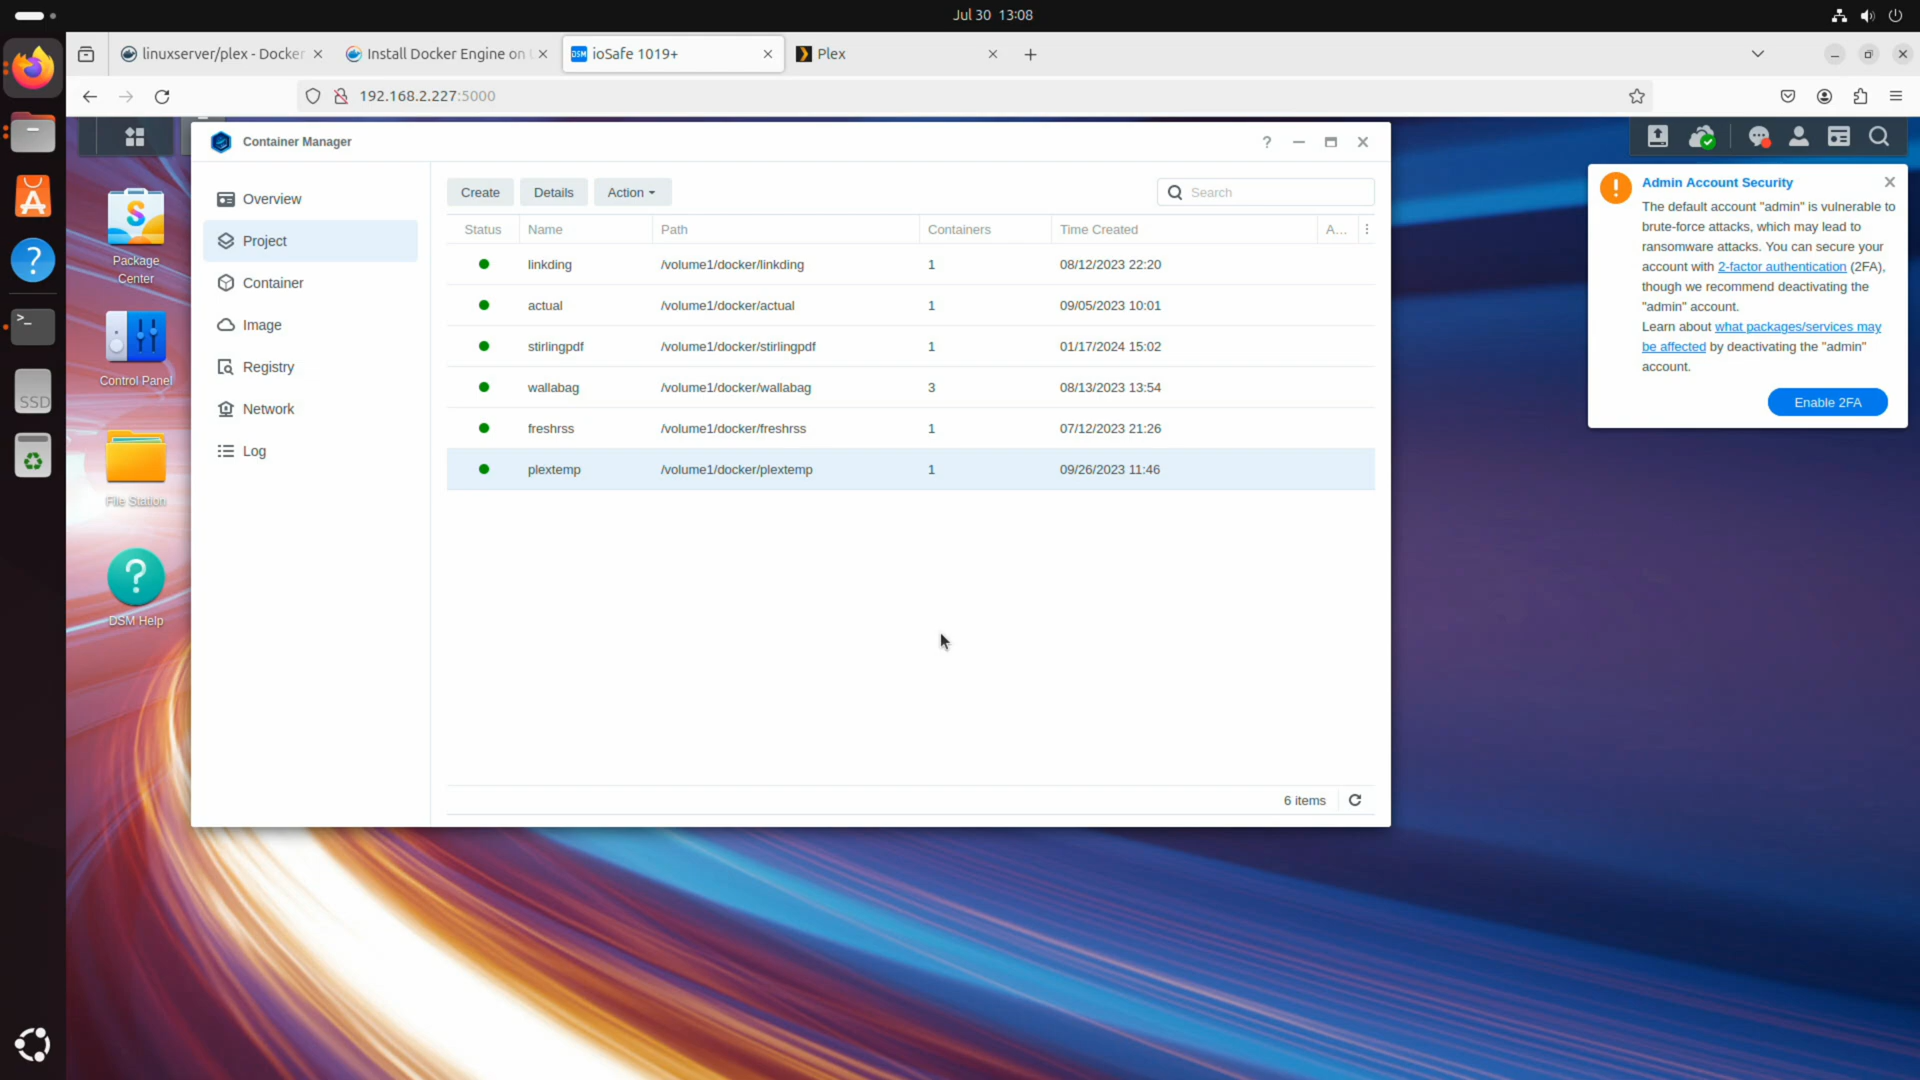 Jul 30 13:08
linuxserver/plex - Docker
Install Docker Engine on
DSM
ioSafe 1019+
Plex
192.168.2.227:5000
SSD
Package
Center
Control Panel
File Station
DSM Help
Container Manager
Overview
Project
Container
Image
Registry
Network
Log
Create
Details
Action
Search
Status
Name
Path
Containers
Time Created
A...
linkding
/volume1/docker/linkding
1
08/12/2023 22:20
actual
/volume1/docker/actual
1
09/05/2023 10:01
stirlingpdf
/volume1/docker/stirlingpdf
1
01/17/2024 15:02
wallabag
/volume1/docker/wallabag
3
08/13/2023 13:54
freshrss
/volume1/docker/freshrss
1
07/12/2023 21:26
plextemp
/volume1/docker/plextemp
1
09/26/2023 11:46
6 items
Admin Account Security
The default account "admin" is vulnerable to
brute-force attacks, which may lead to
ransomware attacks. You can secure your
account with 2-factor authentication (2FA),
though we recommend deactivating the
"admin" account.
Learn about what packages/services may
be affected by deactivating the "admin"
account.
Enable 2FA